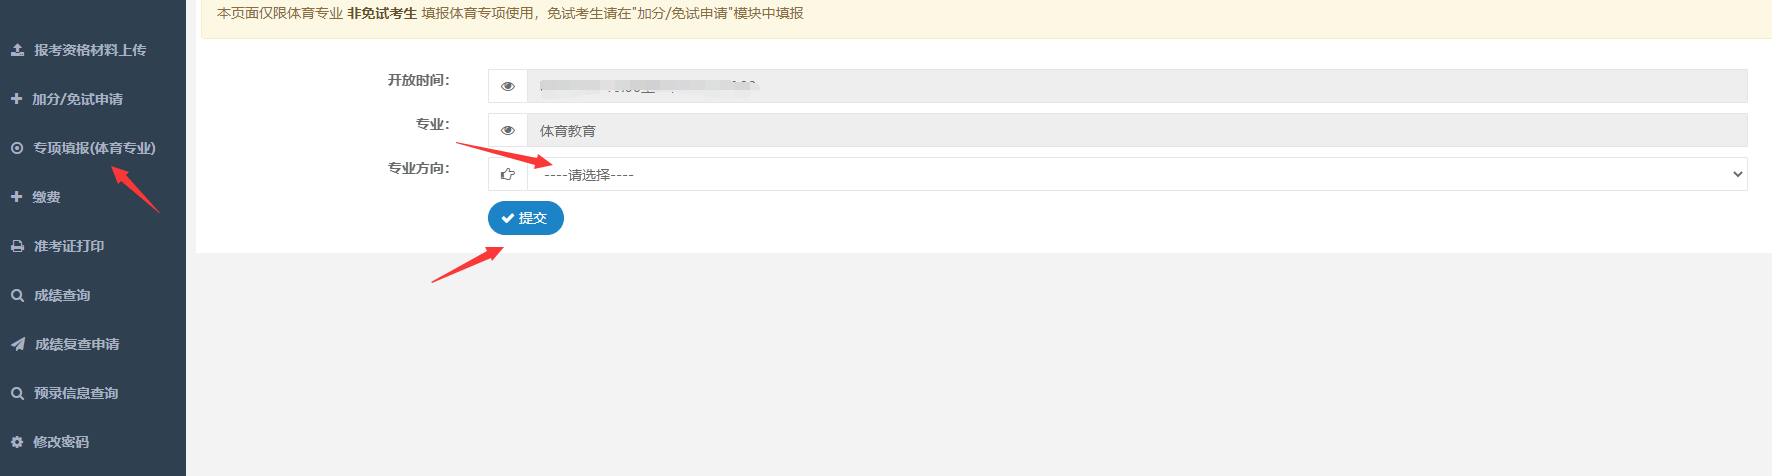 本页面仅限体育专业 非免试考生 填报体育专项使用，免试考生请在"加分/免试申请"模块中填报
报考资格材料上传
加分/免试申请
专项填报(体育专业)
缴费
准考证打印
成绩查询
成绩复查申请
预录信息查询
修改密码
开放时间：
专业：
体育教育
专业方向：
----请选择----
提交